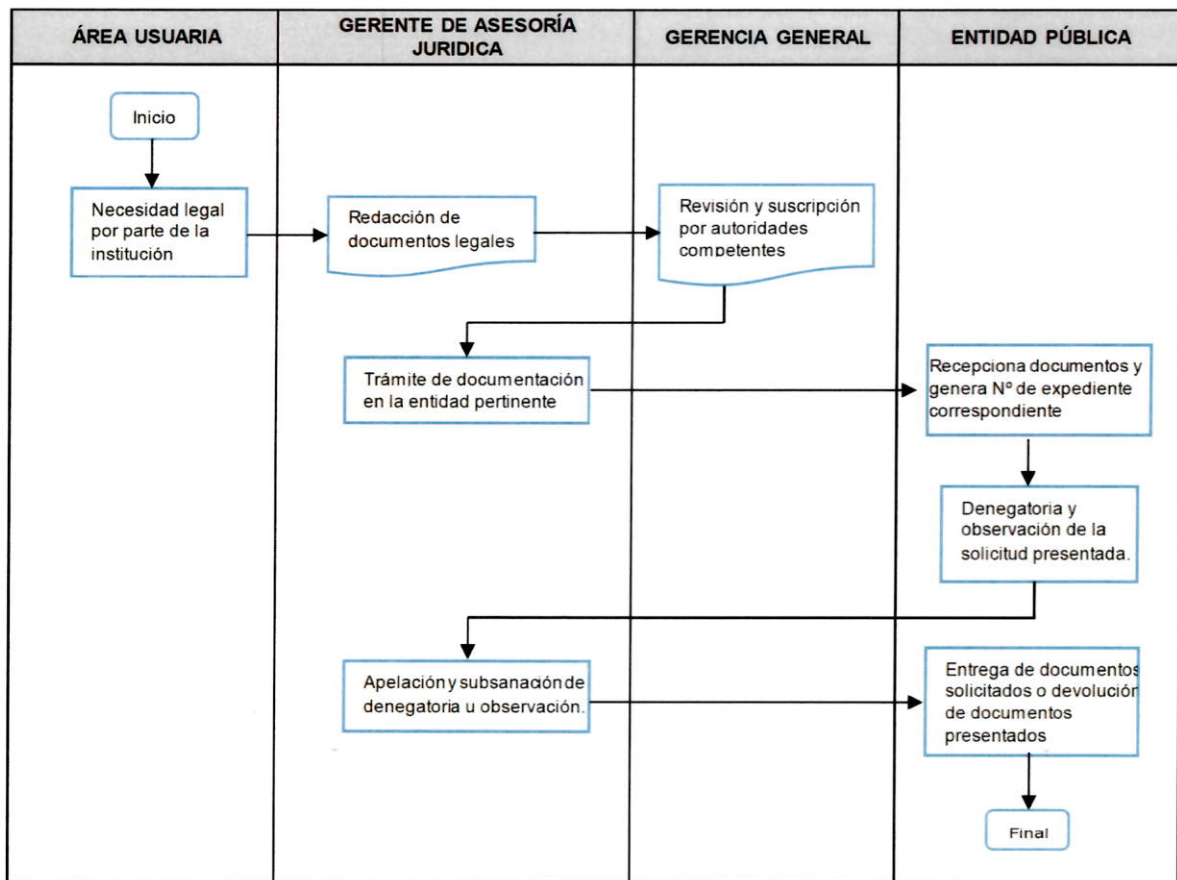 ÁREA USUARIA
GERENTE DE ASESORÍA
JURIDICA
GERENCIA GENERAL
ENTIDAD PÚBLICA
Inicio
Necesidad legal
por parte de la
institución
Redacción de
documentos legales
Revisión y suscripción
por autoridades
competentes
Trámite de documentación
en la entidad pertinente
Recepciona documentos y
genera Nº de expediente
correspondiente
Denegatoria y
observación de la
solicitud presentada.
Apelación y subsanación de
denegatoria u observación.
Entrega de documentos
solicitados o devolución
de documentos
presentados
Final